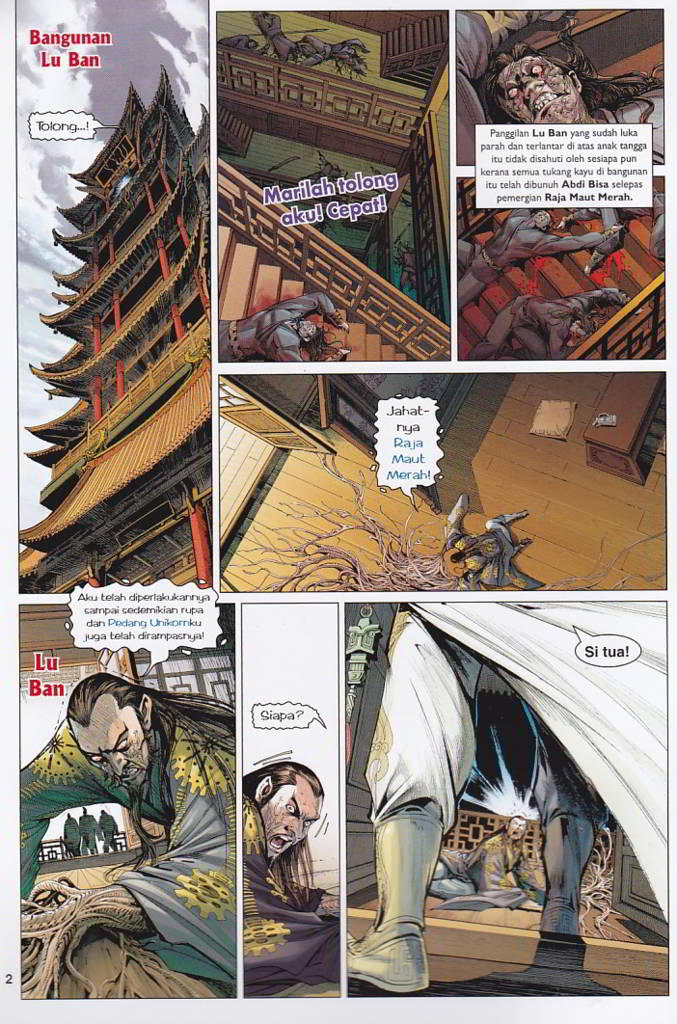 Bangunan
Lu Ban
Tolong...!
Marilah tolong
aku! Cepat!
Panggilan Lu Ban yang sudah luka
parah dan terlantar di atas anak tangga
itu tidak disahuti oleh sesiapa pun
kerana semua tukang kayu di bangunan
itu telah dibunuh Abdi Bisa selepas
pemergian Raja Maut Merah.
Jahat-
nya
Raja
Maut
Merah!
Aku telah diperlakukannya
sampai sedemikian rupa
dan Pedang Unikornku
juga telah dirampasnya!
Lu
Ban
Siapa?
Si tua!
2